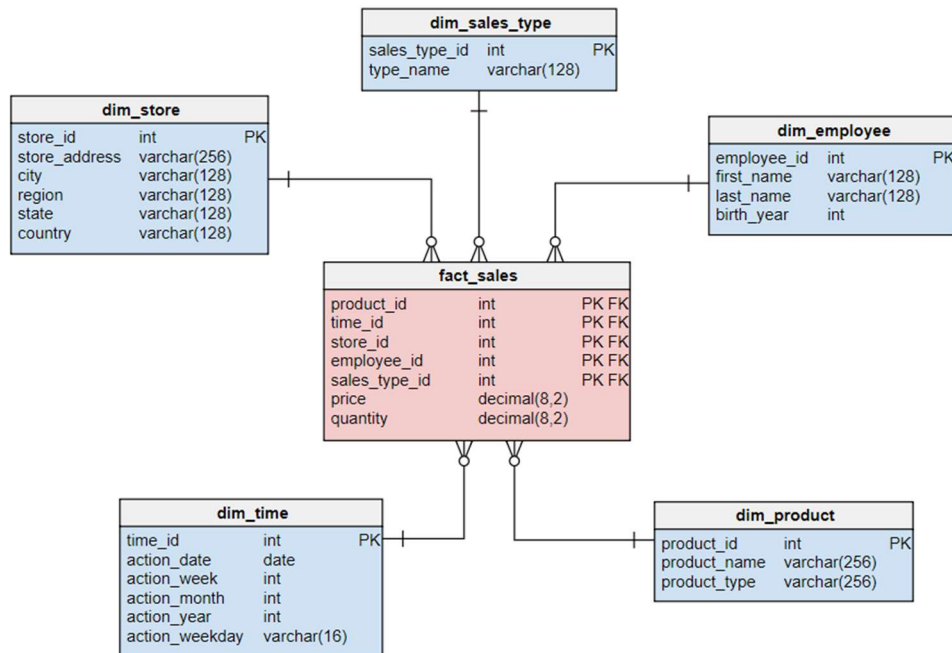 dim_sales_type
sales_type_id int PK
type_name varchar(128)
dim_store
store_id int PK
store_address varchar(256)
city varchar(128)
region varchar(128)
state varchar(128)
country varchar(128)
dim_employee
employee_id int PK
first_name varchar(128)
last_name varchar(128)
birth_year int
fact_sales
product_id int PK FK
time_id int PK FK
store_id int PK FK
employee_id int PK FK
sales_type_id int PK FK
price decimal(8,2)
quantity decimal(8,2)
dim_time
time_id int PK
action_date date
action_week int
action_month int
action_year int
action_weekday varchar(16)
dim_product
product_id int PK
product_name varchar(256)
product_type varchar(256)